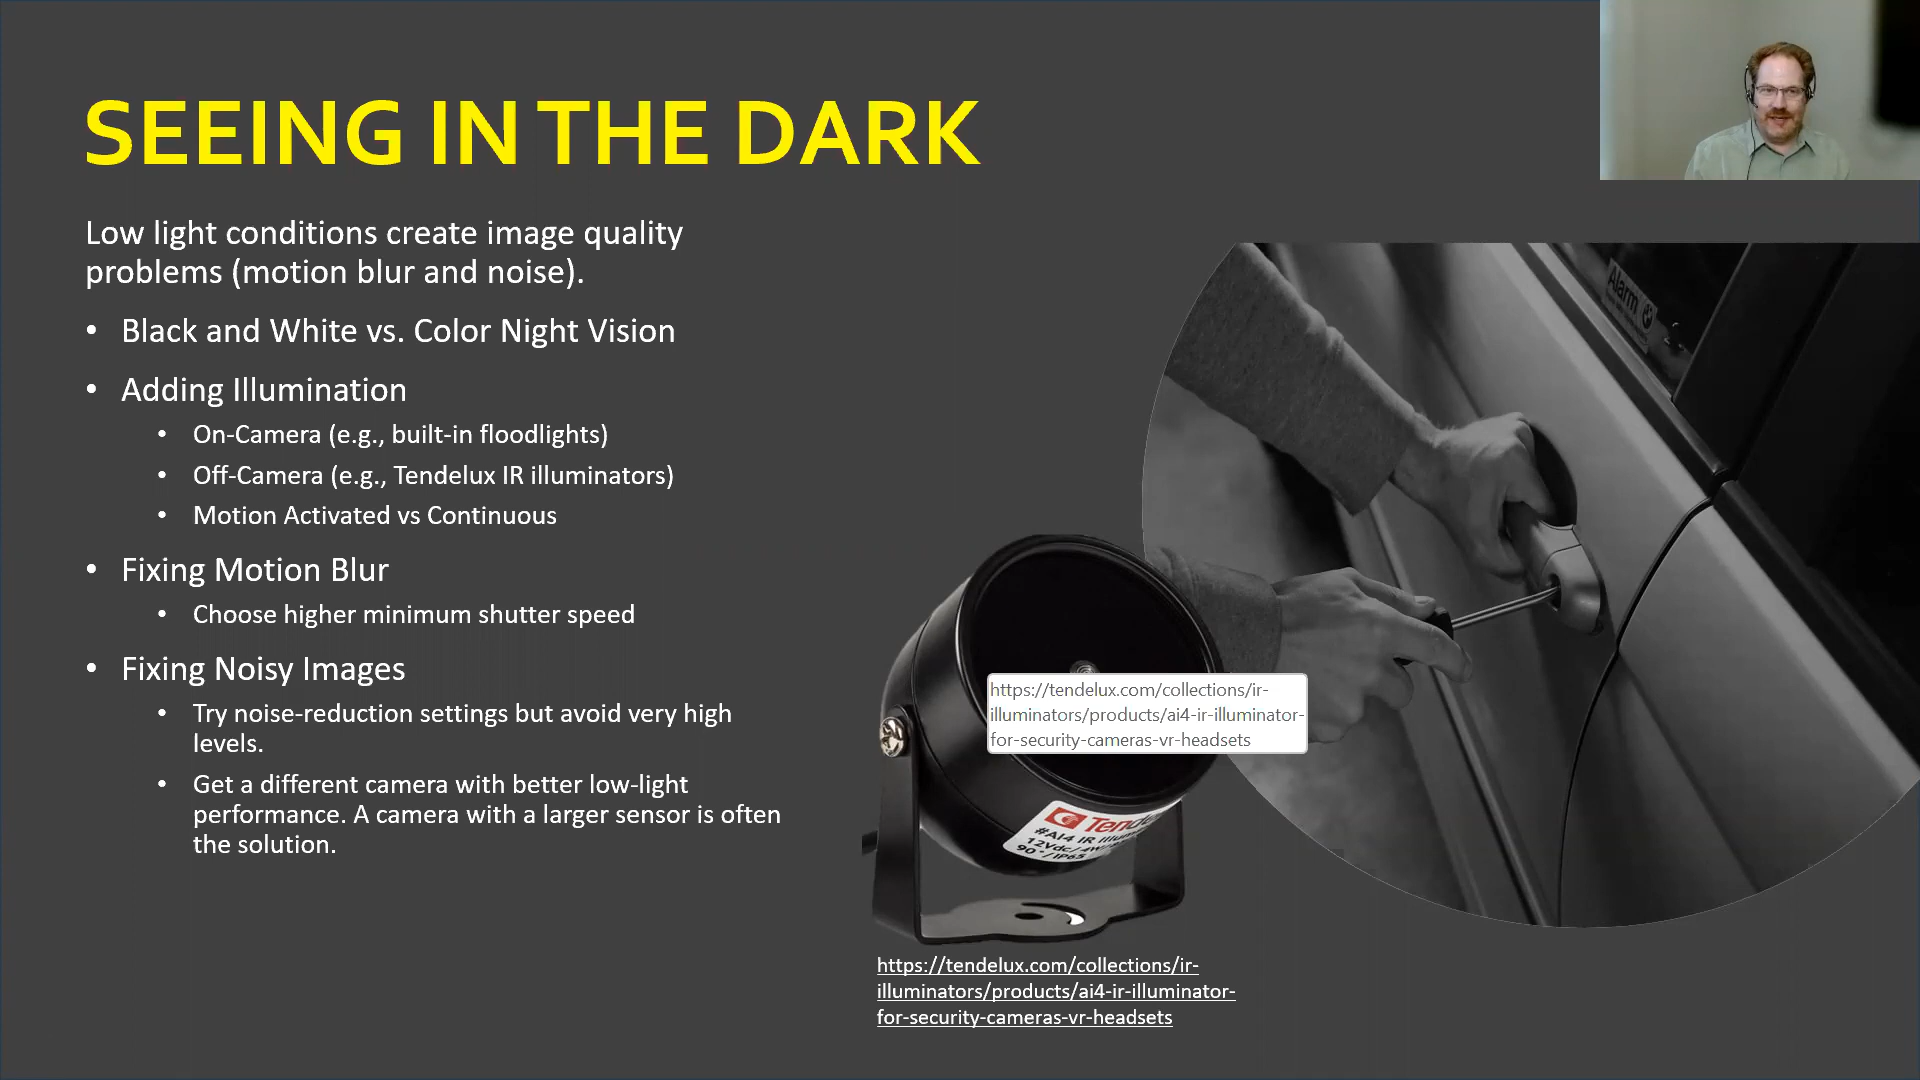 SEEING IN THE DARK
Low light conditions create image quality
problems (motion blur and noise).
• Black and White vs. Color Night Vision
• Adding Illumination
• On-Camera (e.g., built-in floodlights)
• Off-Camera (e.g., Tendelux IR illuminators)
• Motion Activated vs Continuous
• Fixing Motion Blur
• Choose higher minimum shutter speed
• Fixing Noisy Images
• Try noise-reduction settings but avoid very high
levels.
• Get a different camera with better low-light
performance. A camera with a larger sensor is often
the solution.
Alarm
https://tendelux.com/collections/ir-
illuminators/products/ai4-ir-illuminator-
for-security-cameras-vr-headsets
#AI4 IR
12Vdc/
90°/IP65
https://tendelux.com/collections/ir-
illuminators/products/ai4-ir-illuminator-
for-security-cameras-vr-headsets